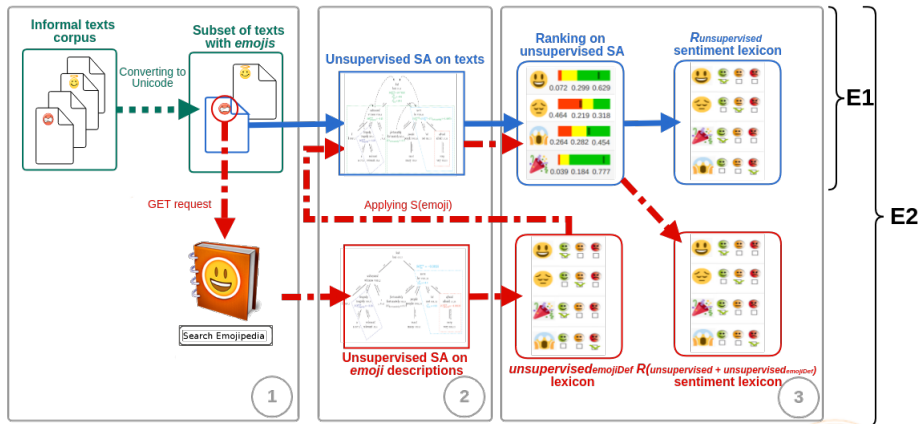 Informal texts
corpus
Converting to
Unicode
Subset of texts
with emojis
GET request
Search Emojipedia
1
Unsupervised SA on texts
Applying S(emoji)
Unsupervised SA on
emoji descriptions
2
Ranking on
unsupervised SA
0.072 0.299 0.629
0.464 0.219 0.318
0.264 0.282 0.454
0.039 0.184 0.777
Runsupervised
sentiment lexicon
unsupervisedemojiDef
lexicon
R(unsupervised + unsupervisedemojiDef)
sentiment lexicon
3
E1
E2